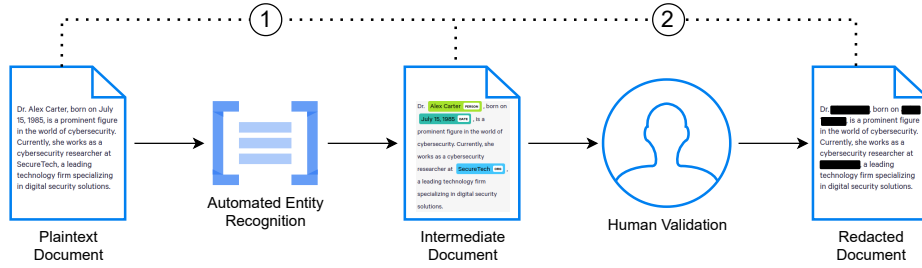 1
2
Dr. Alex Carter, born on July
15, 1985, is a prominent figure
in the world of cybersecurity.
Currently, she works as a
cybersecurity researcher at
SecureTech, a leading
technology firm specializing
in digital security solutions.
Plaintext
Document
Automated Entity
Recognition
Dr. Alex Carter PERSON , born on
July 15, 1985 DATE , is a
prominent figure in the world of
cybersecurity. Currently, she
works as a cybersecurity
researcher at SecureTech ORG ,
a leading technology firm
specializing in digital security
solutions.
Intermediate
Document
Human Validation
Dr. , born on
, is a prominent figure
in the world of cybersecurity.
Currently, she works as a
cybersecurity researcher at
, a leading
technology firm specializing
in digital security solutions.
Redacted
Document